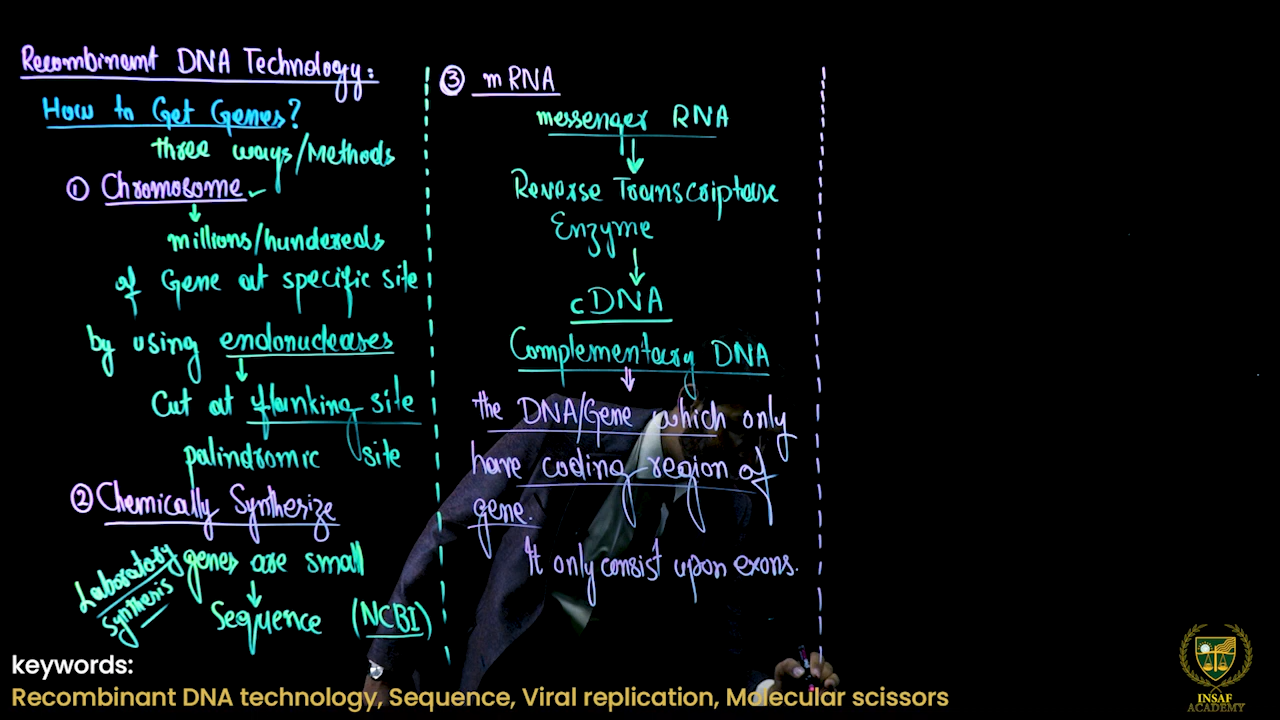 Recombinant DNA Technology:
How to Get Genes?
three ways/Methods
① Chromosome
millions/hundereds
of Gene at specific site
by using endonucleases
Cut at flanking site
palindromic site
② Chemically Synthesize
Laboratory Synthesis
genes are small
Sequence (NCBI)
③ mRNA
messenger RNA
Reverse Transcriptase
Enzyme
cDNA
Complementary DNA
the DNA/Gene which only
have coding region of
gene.
It only consist upon exons.
keywords:
Recombinant DNA technology, Sequence, Viral replication, Molecular scissors
INSAF
ACADEMY